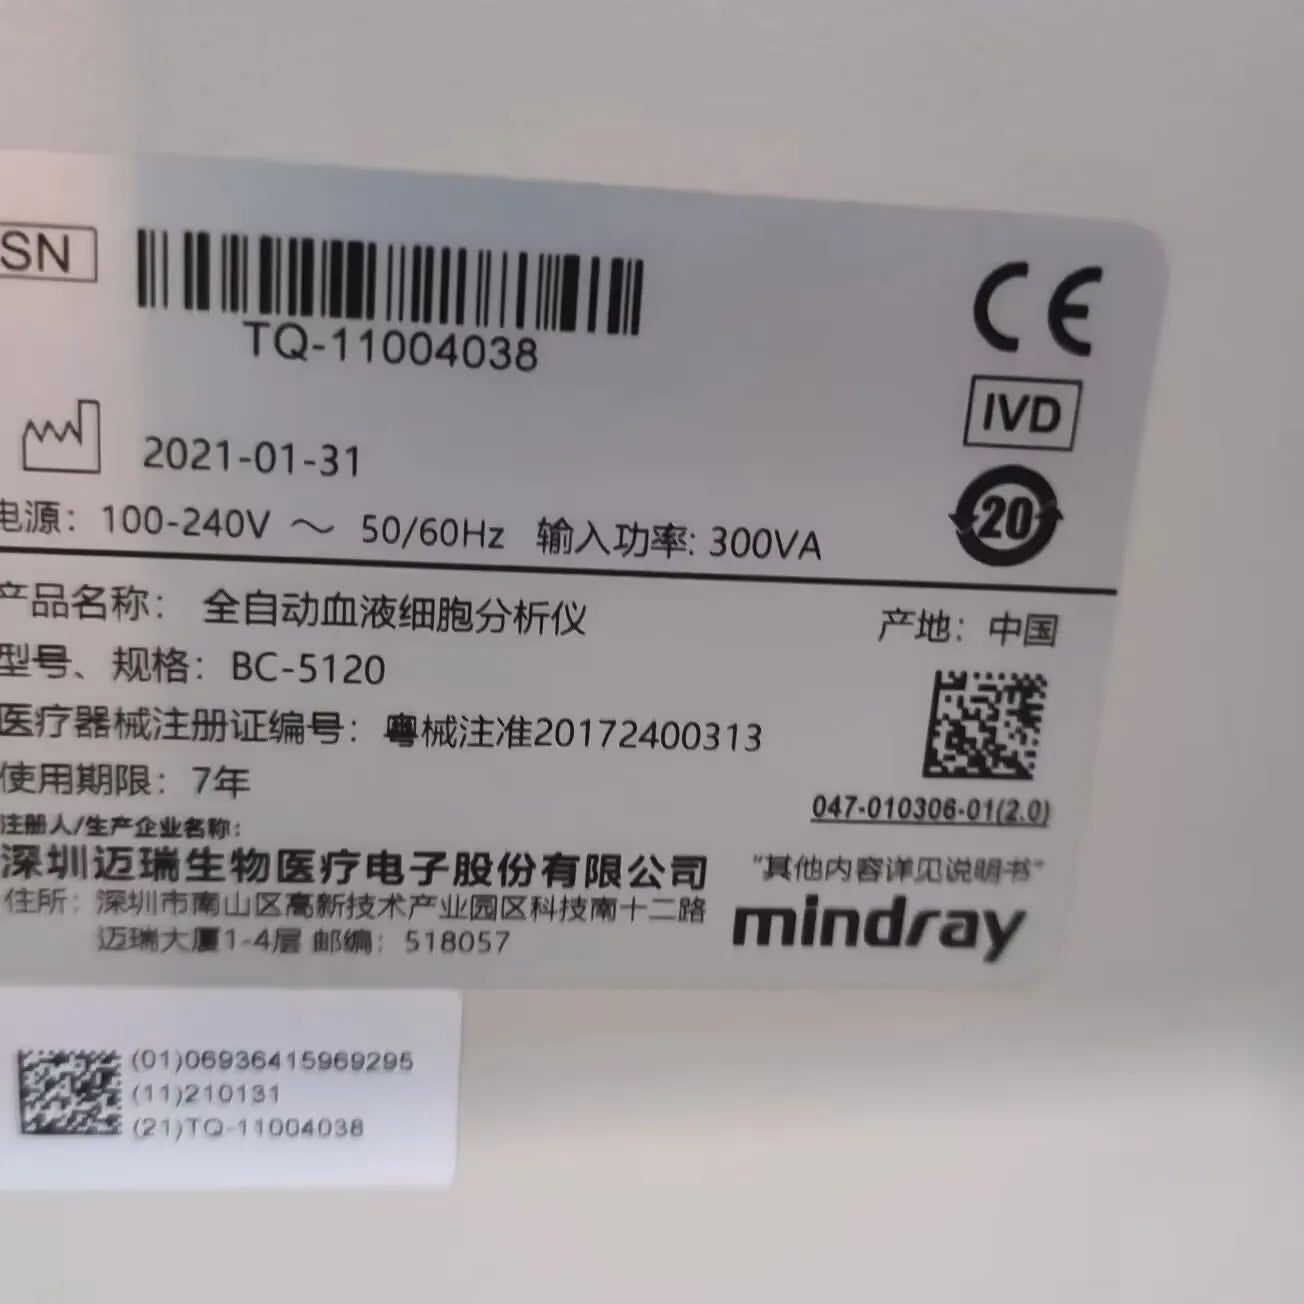 SN
TQ-11004038
CE
IVD
2021-01-31
20
电源：100-240V ～ 50/60Hz 输入功率: 300VA
产品名称：全自动血液细胞分析仪
产地：中国
型号、规格：BC-5120
医疗器械注册证编号：粤械注准20172400313
使用期限：7年
047-010306-01(2.0)
注册人/生产企业名称：
深圳迈瑞生物医疗电子股份有限公司
"其他内容详见说明书"
住所：深圳市南山区高新技术产业园区科技南十二路
迈瑞大厦1-4层 邮编：518057
mindray
(01)06936415969295
(11)210131
(21)TQ-11004038